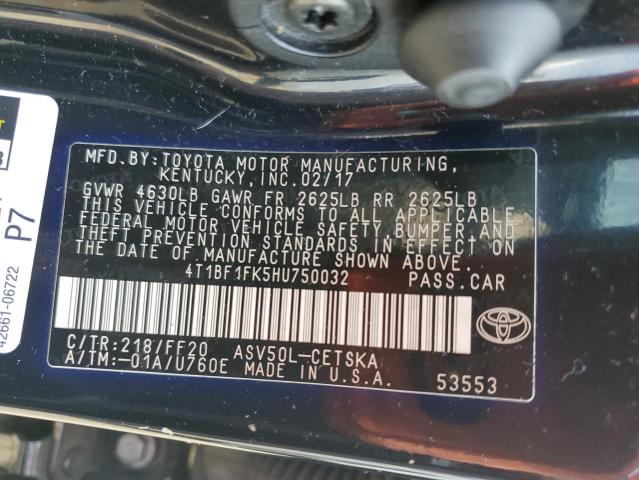 MFD.BY:TOYOTA MOTOR MANUFACTURING,
KENTUCKY, INC. 02/17
GVWR 4630LB GAWR FR 2625LB RR 2625LB
THIS VEHICLE CONFORMS TO ALL APPLICABLE
FEDERAL MOTOR VEHICLE SAFETY BUMPER, AND
THEFT PREVENTION STANDARDS IN EFFECT ON
THE DATE OF MANUFACTURE SHOWN ABOVE.
4T1BF1FK5HU750032 PASS.CAR
C/TR:218/FF20 ASV50L-CETSKA
A/TM:-01A/U760E MADE IN U.S.A.
53553
P7
42661-06722